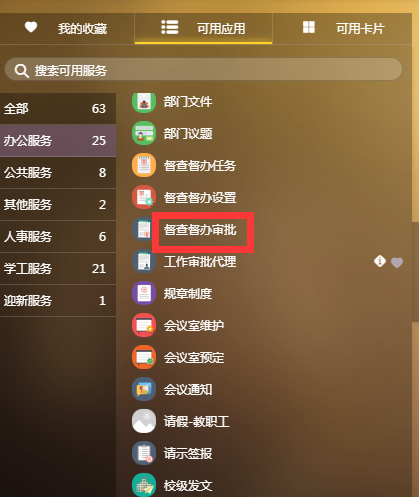 我的收藏 可用应用 可用卡片
搜索可用服务
全部 63
办公服务 25
公共服务 8
其他服务 2
人事服务 6
学工服务 21
迎新服务 1
部门文件
部门议题
督查督办任务
督查督办设置
督查督办审批
工作审批代理
规章制度
会议室维护
会议室预定
会议通知
请假-教职工
请示签报
校级发文